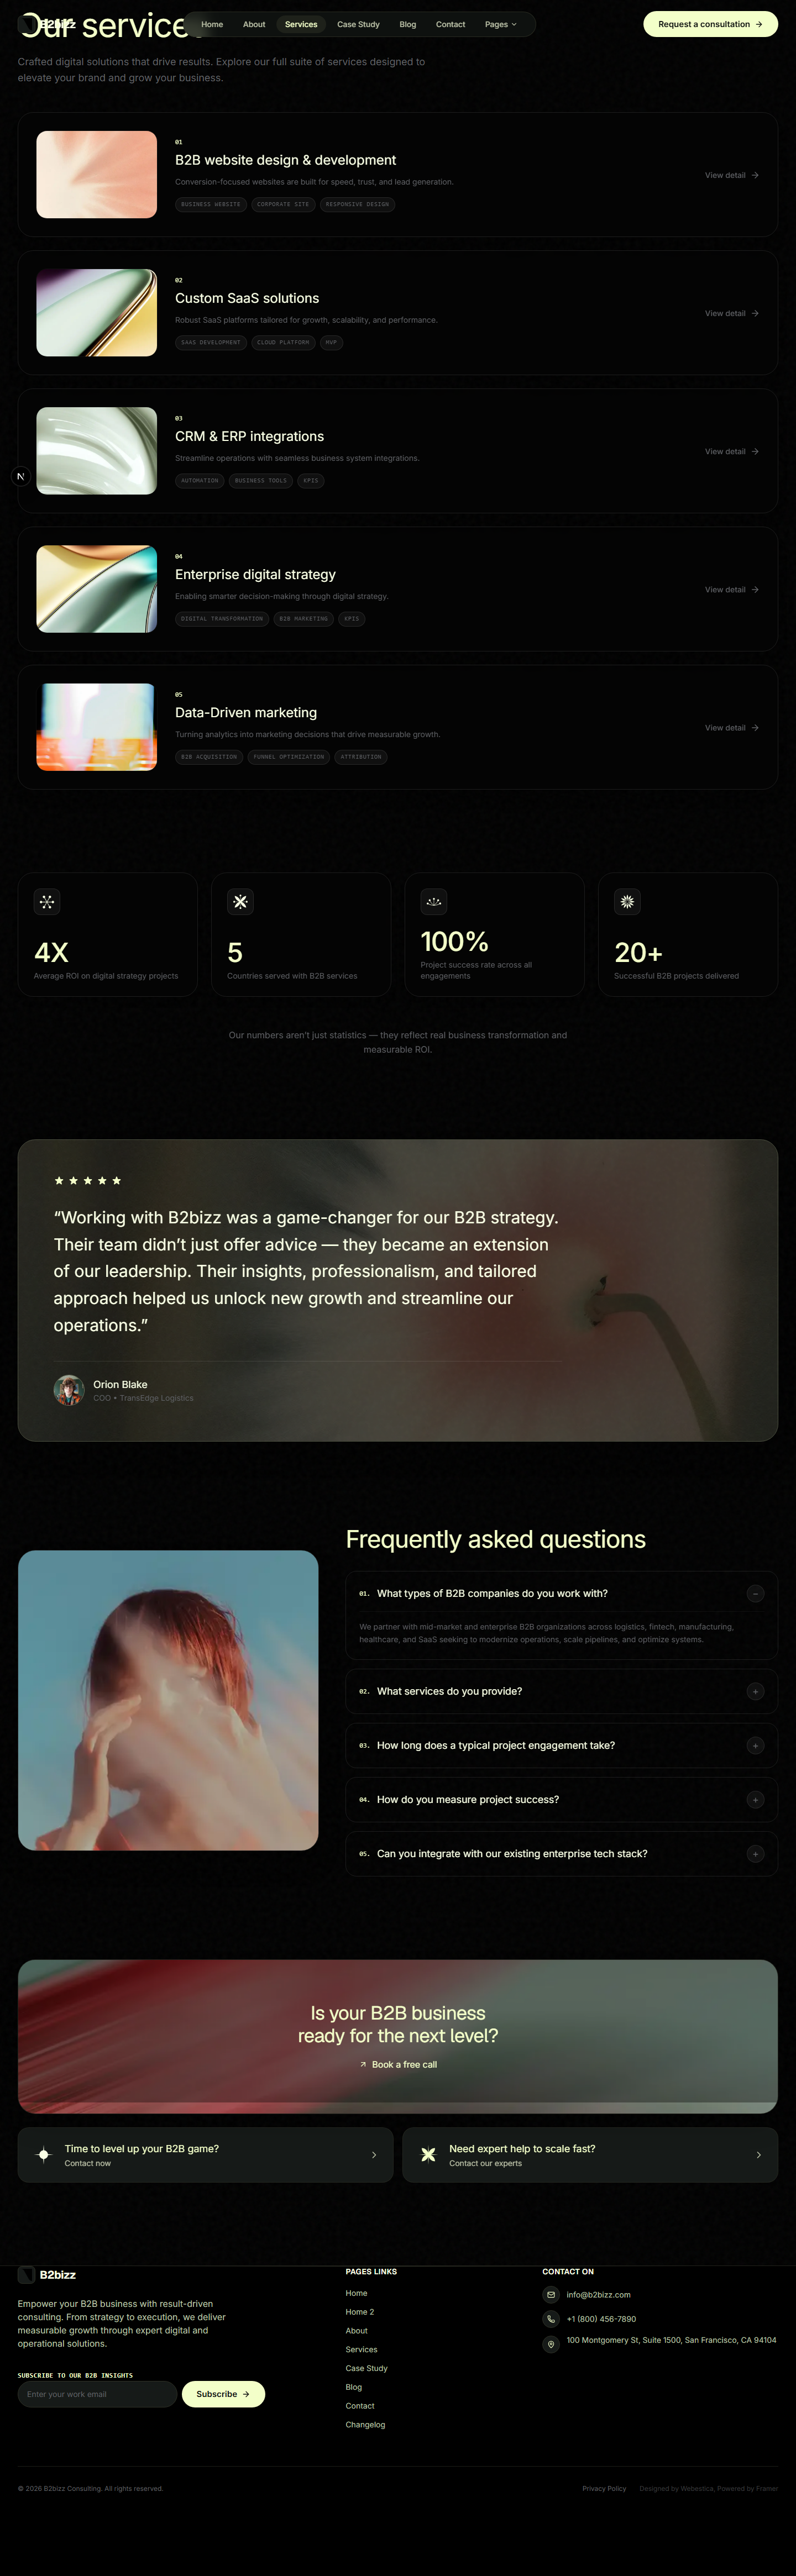 B2bizz
Home
About
Services
Case Study
Blog
Contact
Pages
Request a consultation
Our services
Crafted digital solutions that drive results. Explore our full suite of services designed to
elevate your brand and grow your business.
01
B2B website design & development
Conversion-focused websites are built for speed, trust, and lead generation.
BUSINESS WEBSITE
CORPORATE SITE
RESPONSIVE DESIGN
View detail
02
Custom SaaS solutions
Robust SaaS platforms tailored for growth, scalability, and performance.
SAAS DEVELOPMENT
CLOUD PLATFORM
MVP
View detail
03
CRM & ERP integrations
Streamline operations with seamless business system integrations.
AUTOMATION
BUSINESS TOOLS
KPIS
View detail
N
04
Enterprise digital strategy
Enabling smarter decision-making through digital strategy.
DIGITAL TRANSFORMATION
B2B MARKETING
KPIS
View detail
05
Data-Driven marketing
Turning analytics into marketing decisions that drive measurable growth.
B2B ACQUISITION
FUNNEL OPTIMIZATION
ATTRIBUTION
View detail
4X
Average ROI on digital strategy projects
5
Countries served with B2B services
100%
Project success rate across all
engagements
20+
Successful B2B projects delivered
Our numbers aren't just statistics — they reflect real business transformation and
measurable ROI.
“Working with B2bizz was a game-changer for our B2B strategy.
Their team didn’t just offer advice — they became an extension
of our leadership. Their insights, professionalism, and tailored
approach helped us unlock new growth and streamline our
operations.”
Orion Blake
COO • TransEdge Logistics
Frequently asked questions
01. What types of B2B companies do you work with?
We partner with mid-market and enterprise B2B organizations across logistics, fintech, manufacturing,
healthcare, and SaaS seeking to modernize operations, scale pipelines, and optimize systems.
02. What services do you provide?
03. How long does a typical project engagement take?
04. How do you measure project success?
05. Can you integrate with our existing enterprise tech stack?
Is your B2B business
ready for the next level?
Book a free call
Time to level up your B2B game?
Contact now
Need expert help to scale fast?
Contact our experts
B2bizz
Empower your B2B business with result-driven
consulting. From strategy to execution, we deliver
measurable growth through expert digital and
operational solutions.
SUBSCRIBE TO OUR B2B INSIGHTS
Enter your work email
Subscribe
PAGES LINKS
Home
Home 2
About
Services
Case Study
Blog
Contact
Changelog
CONTACT ON
info@b2bizz.com
+1 (800) 456-7890
100 Montgomery St, Suite 1500, San Francisco, CA 94104
© 2026 B2bizz Consulting. All rights reserved.
Privacy Policy
Designed by Webestica, Powered by Framer